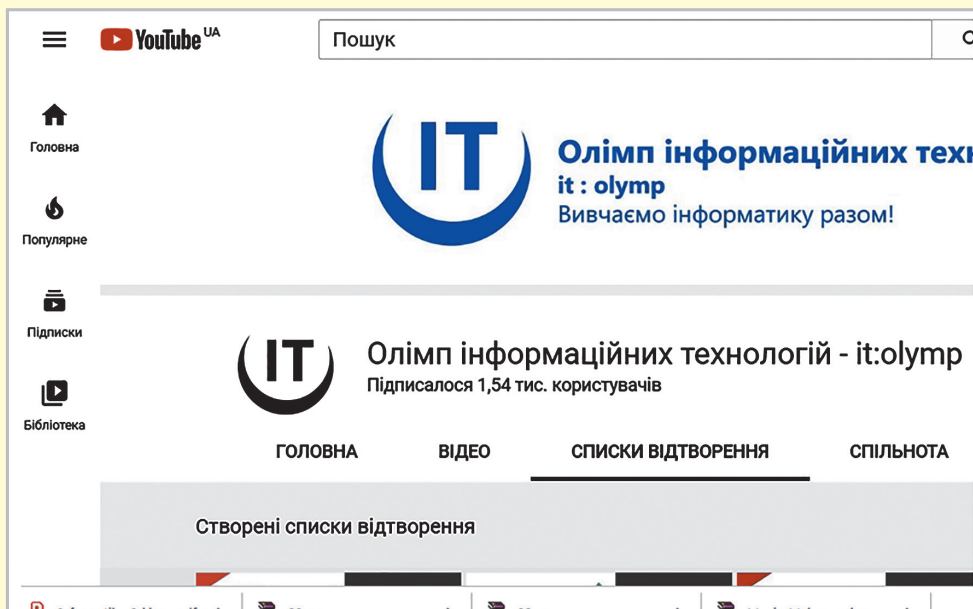 YouTube UA
Пошук
Головна
Популярне
Підписки
Бібліотека
IT
Олімп інформаційних
it : olymp
Вивчаємо інформатику разом!
IT
Олімп інформаційних технологій - it:olymp
Підписалося 1,54 тис. користувачів
ГОЛОВНА ВІДЕО СПИСКИ ВІДТВОРЕННЯ СПІЛЬНОТА
Створені списки відтворення